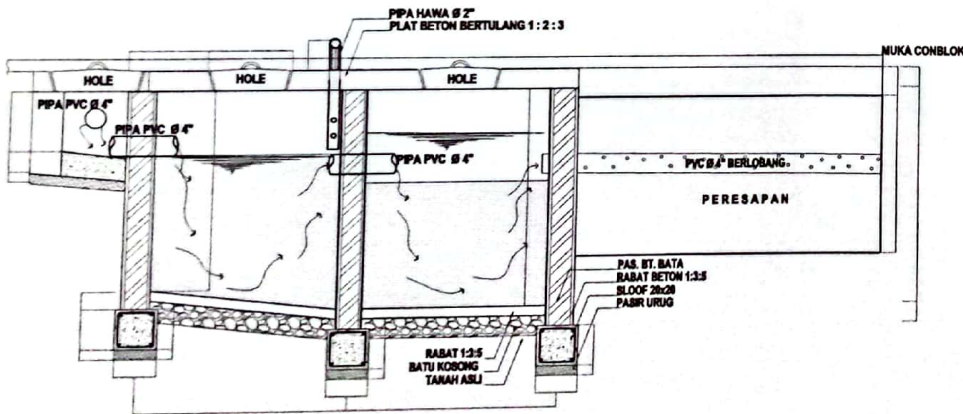 PIPA HAWA Ø 2"
PLAT BETON BERTULANG 1 : 2 : 3
MUKA CONBLOK
HOLE
HOLE
HOLE
PIPA PVC Ø 4"
PIPA PVC Ø 4"
PIPA PVC Ø 4"
PVC Ø 4" BERLOBANG
PERESAPAN
PAS. BT. BATA
RABAT BETON 1:3:5
SLOOF 20x20
PASIR URUG
RABAT 1:3:5
BATU KOSONG
TANAH ASLI